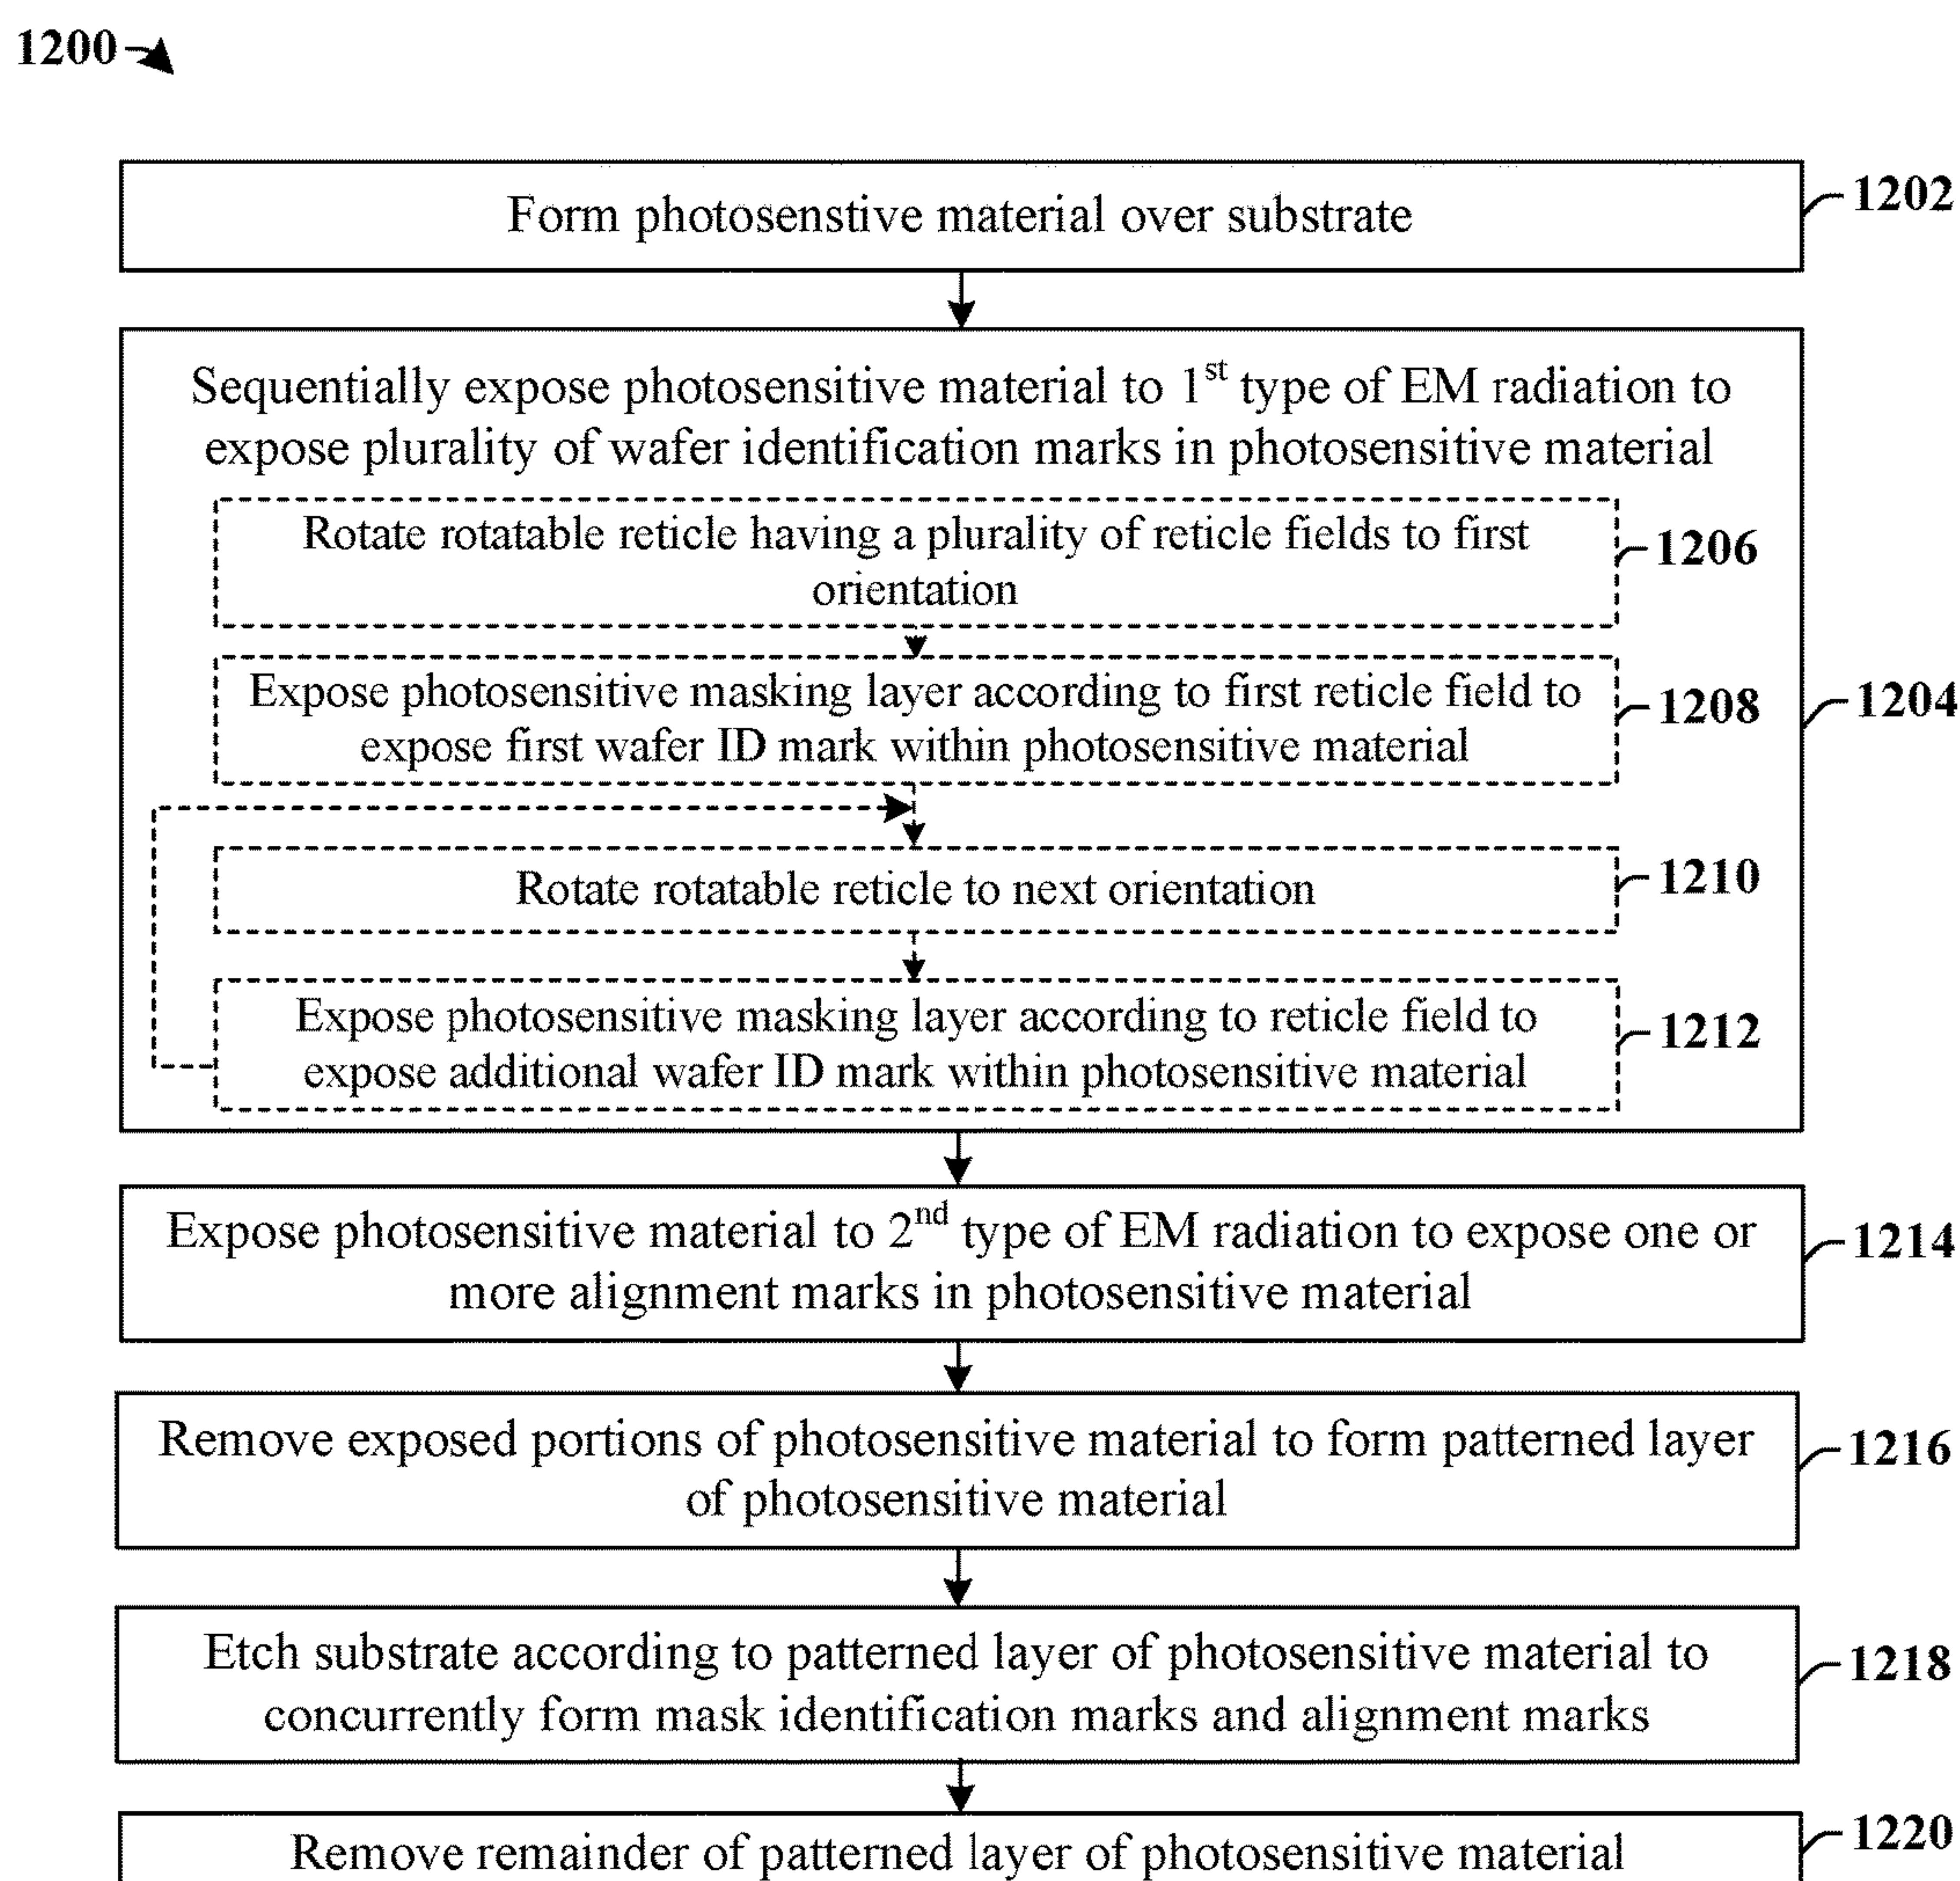 1200
Form photosenstive material over substrate
1202
Sequentially expose photosensitive material to 1st type of EM radiation to
expose plurality of wafer identification marks in photosensitive material
Rotate rotatable reticle having a plurality of reticle fields to first
orientation
1206
Expose photosensitive masking layer according to first reticle field to
expose first wafer ID mark within photosensitive material
1208
1204
Rotate rotatable reticle to next orientation
1210
Expose photosensitive masking layer according to reticle field to
expose additional wafer ID mark within photosensitive material
1212
Expose photosensitive material to 2nd type of EM radiation to expose one or
more alignment marks in photosensitive material
1214
Remove exposed portions of photosensitive material to form patterned layer
of photosensitive material
1216
Etch substrate according to patterned layer of photosensitive material to
concurrently form mask identification marks and alignment marks
1218
Remove remainder of patterned layer of photosensitive material
1220